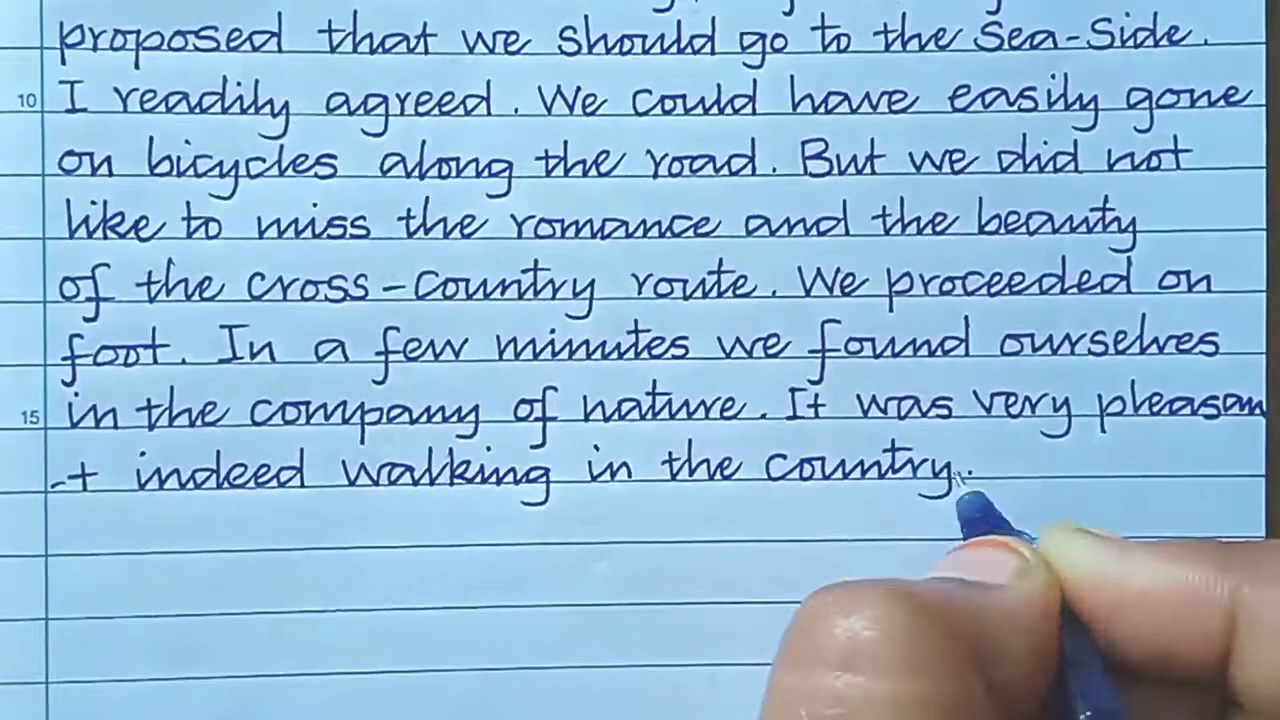 proposed that we should go to the Sea-Side.
10 I readily agreed. We could have easily gone
on bicycles along the road. But we did not
like to miss the romance and the beauty
of the cross-country route. We proceeded on
foot. In a few minutes we found ourselves
15 in the company of nature. It was very pleasan
-t indeed walking in the country.